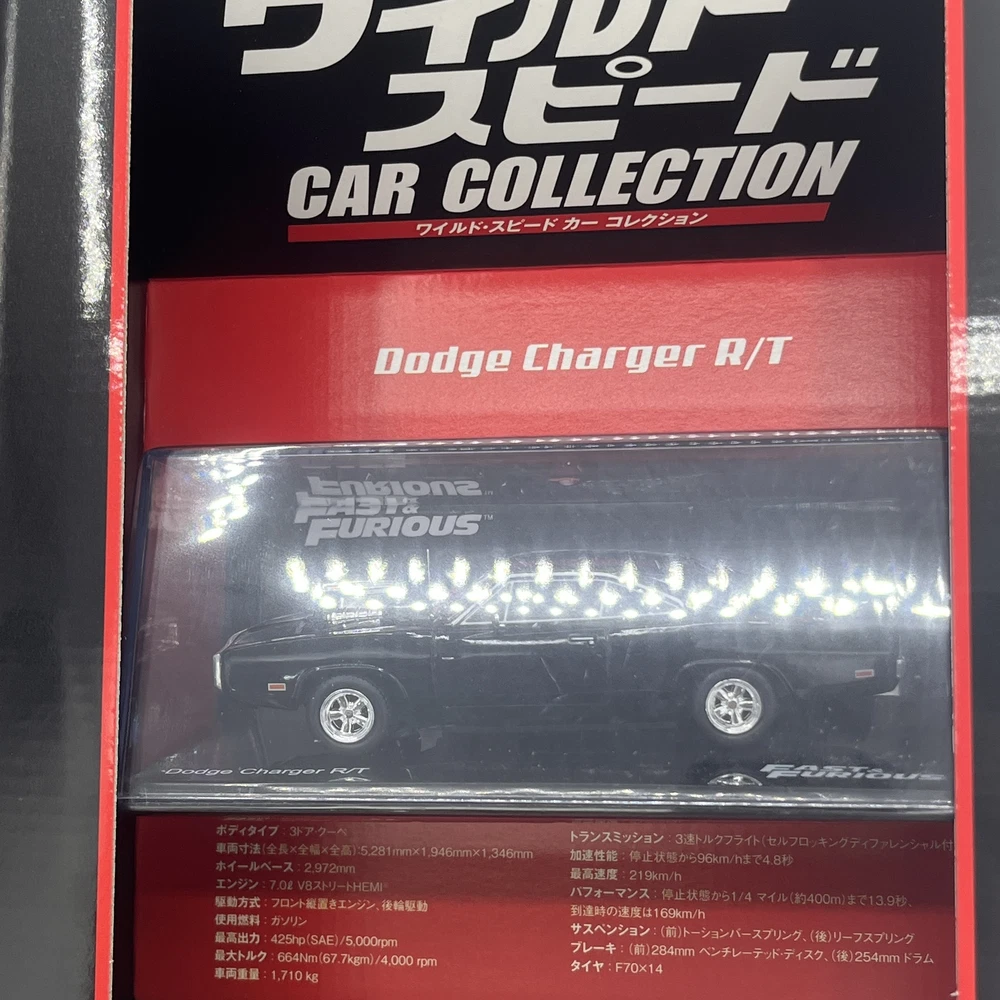 ワイルド
スピード
CAR COLLECTION
ワイルド・スピード カー コレクション
Dodge Charger R/T
FAST &
FURIOUS™
Dodge Charger R/T
FAST &
FURIOUS
ボディタイプ：3ドア・クーペ
車両寸法（全長×全幅×全高）：5,281mm×1,946mm×1,346mm
ホイールベース：2,972mm
エンジン：7.0ℓ V8ストリートHEMI®
駆動方式：フロント縦置きエンジン、後輪駆動
使用燃料：ガソリン
最高出力：425hp（SAE）/5,000rpm
最大トルク：664Nm（67.7kgm）/4,000 rpm
車両重量：1,710 kg
トランスミッション：3速トルクフライト（セルフロッキングディファレンシャル付
加速性能：停止状態から96km/hまで4.8秒
最高速度：219km/h
パフォーマンス：停止状態から1/4 マイル（約400m）まで13.9秒、
到達時の速度は169km/h
サスペンション：（前）トーションバースプリング、（後）リーフスプリング
ブレーキ：（前）284mm ベンチレーテッド・ディスク、（後）254mm ドラム
タイヤ：F70×14